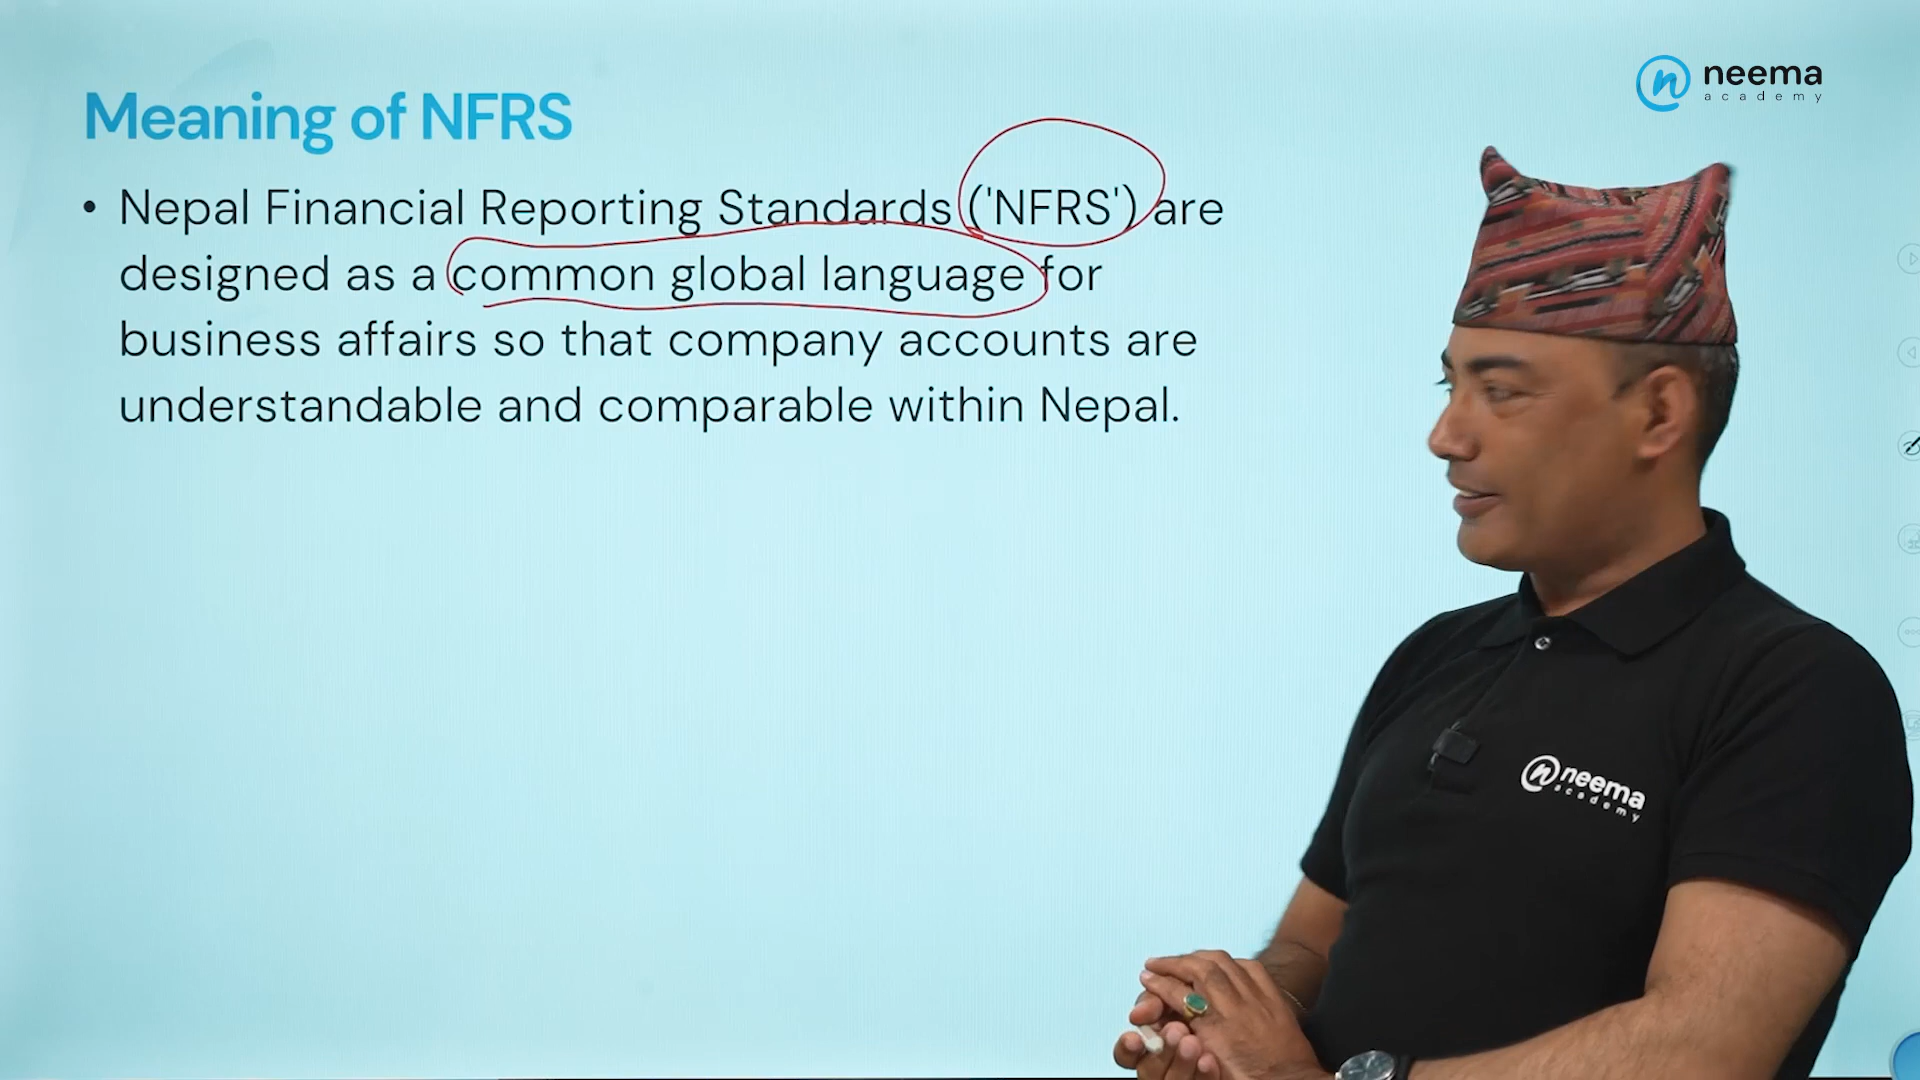 neema
academy
Meaning of NFRS
• Nepal Financial Reporting Standards ('NFRS') are
designed as a common global language for
business affairs so that company accounts are
understandable and comparable within Nepal.
neema
academy